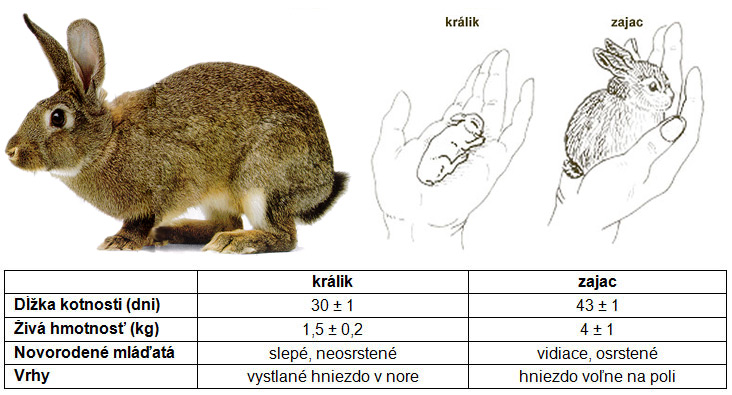 králik zajac
králik zajac
Dĺžka kotnosti (dni) 30 ± 1 43 ± 1
Živá hmotnosť (kg) 1,5 ± 0,2 4 ± 1
Novorodené mláďatá slepé, neosrstené vidiace, osrstené
Vrhy vystlané hniezdo v nore hniezdo voľne na poli